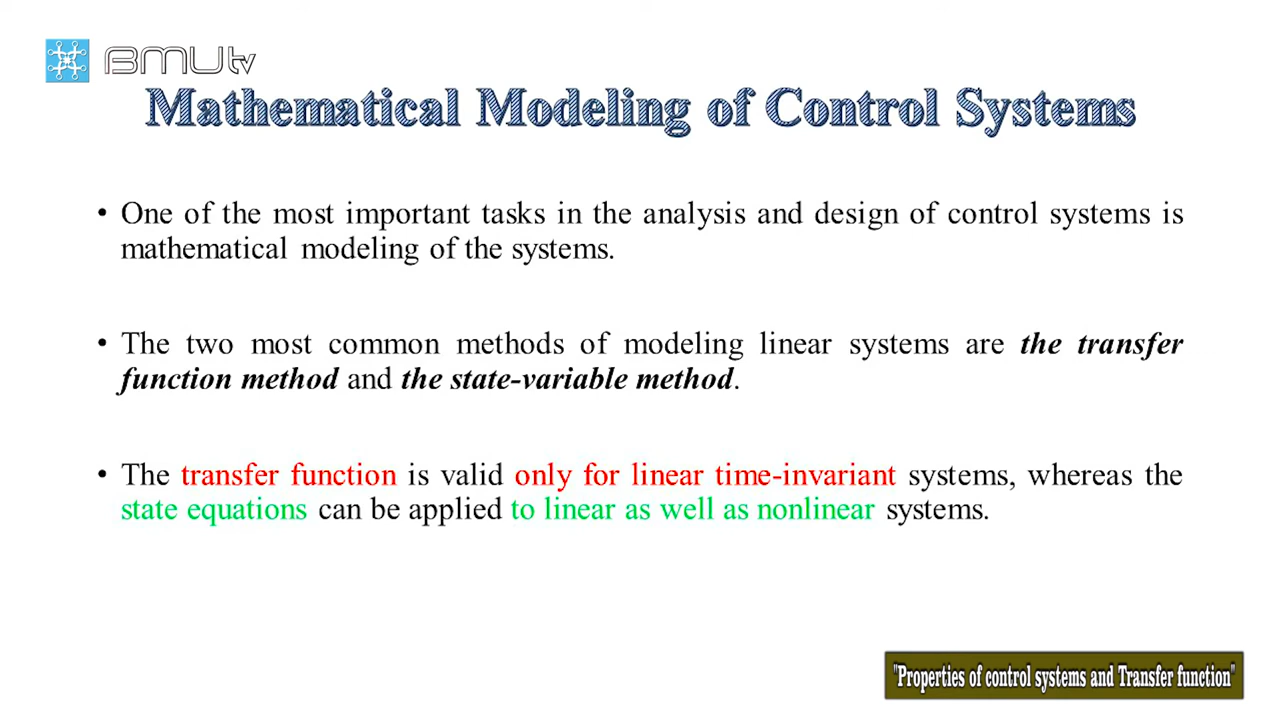 BMU tv
Mathematical Modeling of Control Systems
• One of the most important tasks in the analysis and design of control systems is
mathematical modeling of the systems.
• The two most common methods of modeling linear systems are the transfer
function method and the state-variable method.
• The transfer function is valid only for linear time-invariant systems, whereas the
state equations can be applied to linear as well as nonlinear systems.
"Properties of control systems and Transfer function"